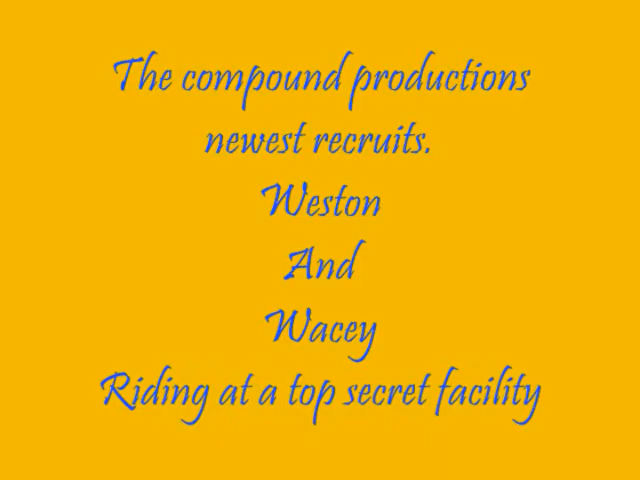 The compound productions
newest recruits.
Weston
And
Wacey
Riding at a top secret facility